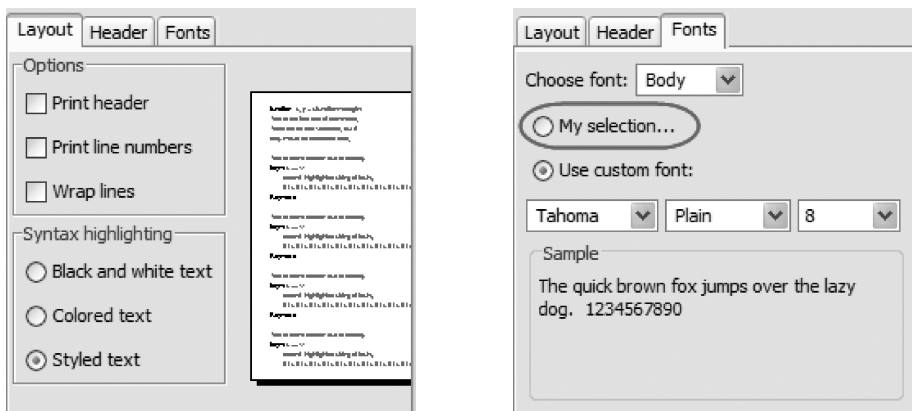 Layout Header Fonts
Options
Print header
Print line numbers
Wrap lines
Syntax highlighting
Black and white text
Colored text
Styled text
Layout Header Fonts
Choose font: Body
My selection...
Use custom font:
Tahoma Plain 8
Sample
The quick brown fox jumps over the lazy
dog. 1234567890